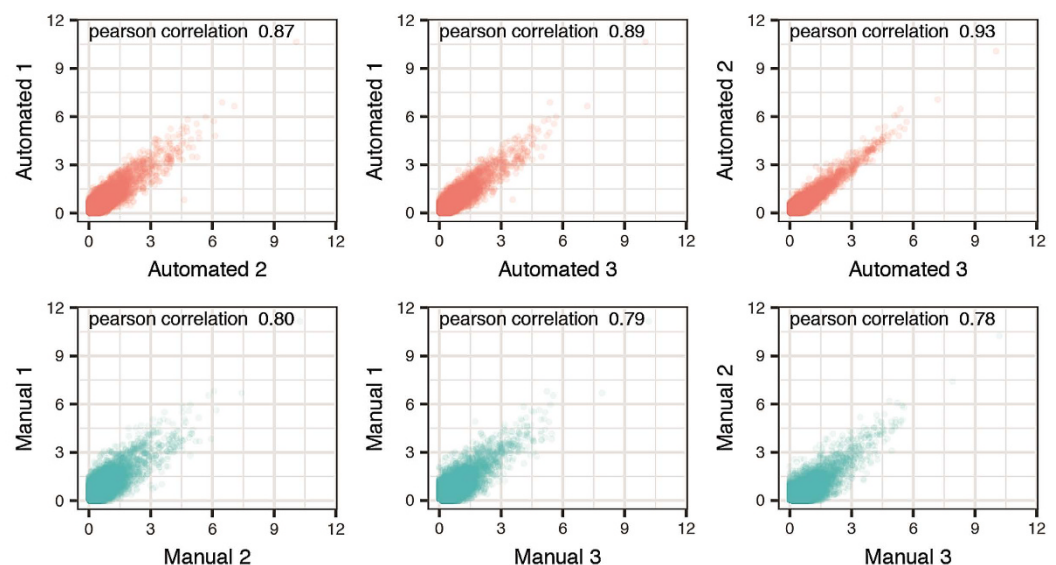 pearson correlation 0.87
12
9
6
3
0
Automated 1
0 3 6 9 12
Automated 2
pearson correlation 0.89
12
9
6
3
0
Automated 1
0 3 6 9 12
Automated 3
pearson correlation 0.93
12
9
6
3
0
Automated 2
0 3 6 9 12
Automated 3
pearson correlation 0.80
12
9
6
3
0
Manual 1
0 3 6 9 12
Manual 2
pearson correlation 0.79
12
9
6
3
0
Manual 1
0 3 6 9 12
Manual 3
pearson correlation 0.78
12
9
6
3
0
Manual 2
0 3 6 9 12
Manual 3